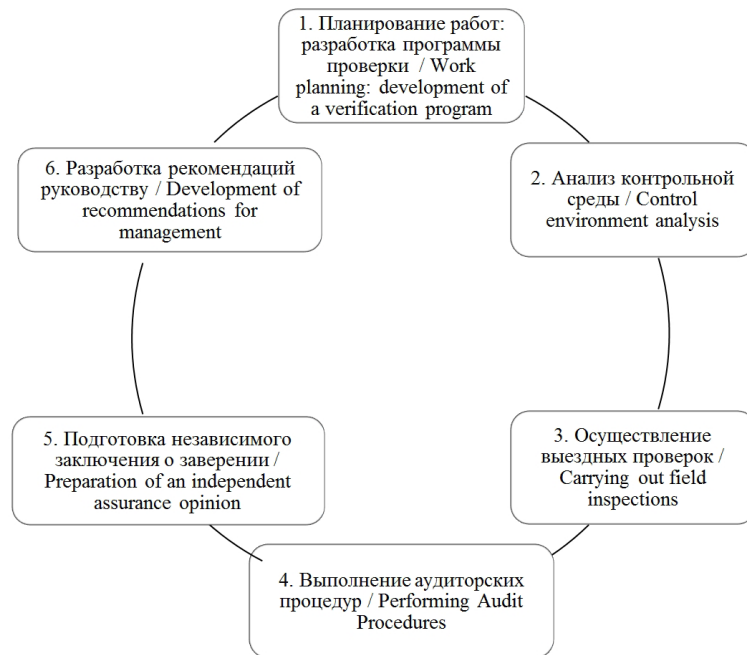 1. Планирование работ:
разработка программы
проверки / Work
planning: development of
a verification program
2. Анализ контрольной
среды / Control
environment analysis
3. Осуществление
выездных проверок /
Carrying out field
inspections
4. Выполнение аудиторских
процедур / Performing Audit
Procedures
5. Подготовка независимого
заключения о заверении /
Preparation of an independent
assurance opinion
6. Разработка рекомендаций
руководству / Development of
recommendations for
management